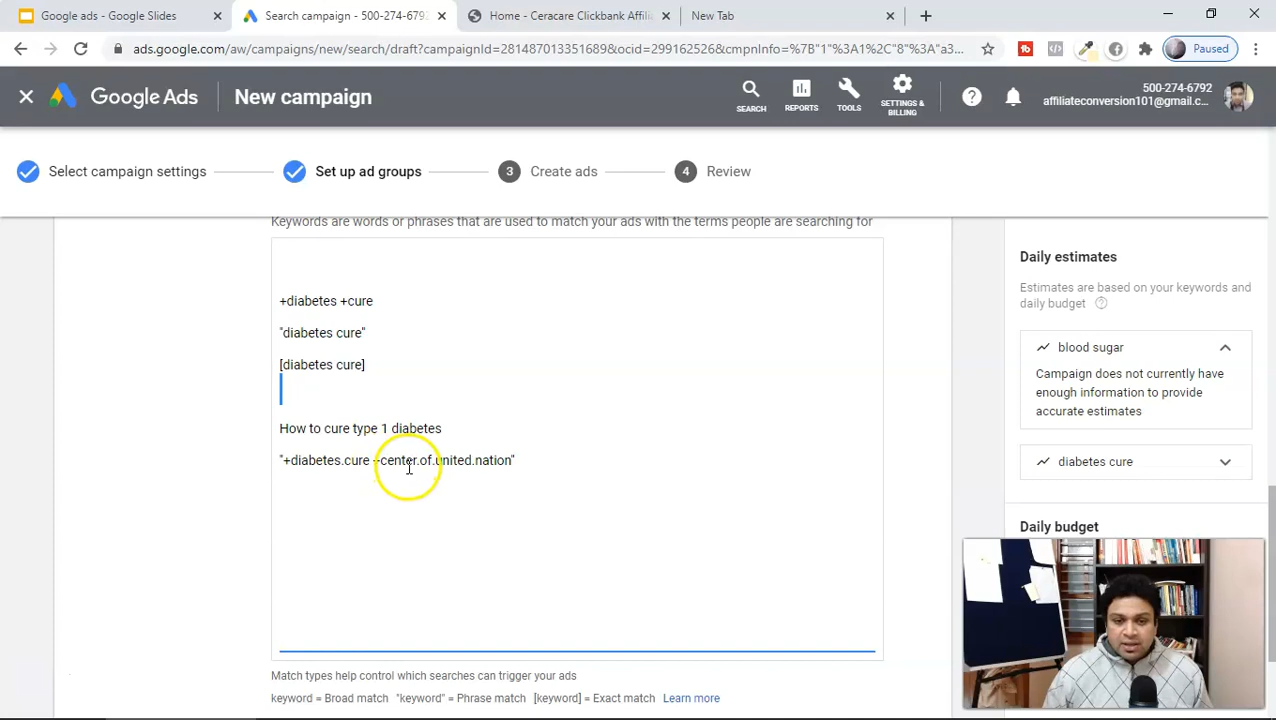 Google ads - Google Slides
Search campaign - 500-274-6792
Home - Ceracare Clickbank Affili
New Tab
ads.google.com/aw/campaigns/new/search/draft?campaignId=281487013351689&ocid=299162526&cmpnInfo=%7B"1"%3A1%2C"8"%3A"a3...
Paused
Google Ads
New campaign
SEARCH
REPORTS
TOOLS
SETTINGS & BILLING
500-274-6792
affiliateconversion101@gmail.c...
Select campaign settings
Set up ad groups
3
Create ads
4
Review
Keywords are words or phrases that are used to match your ads with the terms people are searching for
+diabetes +cure
"diabetes cure"
[diabetes cure]
How to cure type 1 diabetes
"+diabetes.cure +center.of.united.nation"
Match types help control which searches can trigger your ads
keyword = Broad match "keyword" = Phrase match [keyword] = Exact match Learn more
Daily estimates
Estimates are based on your keywords and
daily budget
blood sugar
Campaign does not currently have
enough information to provide
accurate estimates
diabetes cure
Daily budget